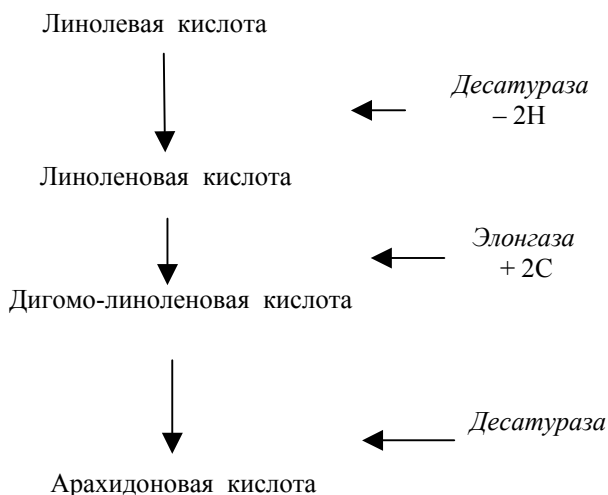 Линолевая кислота
Десатураза
– 2Н
Линоленовая кислота
Элонгаза
+ 2С
Дигомо-линоленовая кислота
Десатураза
Арахидоновая кислота